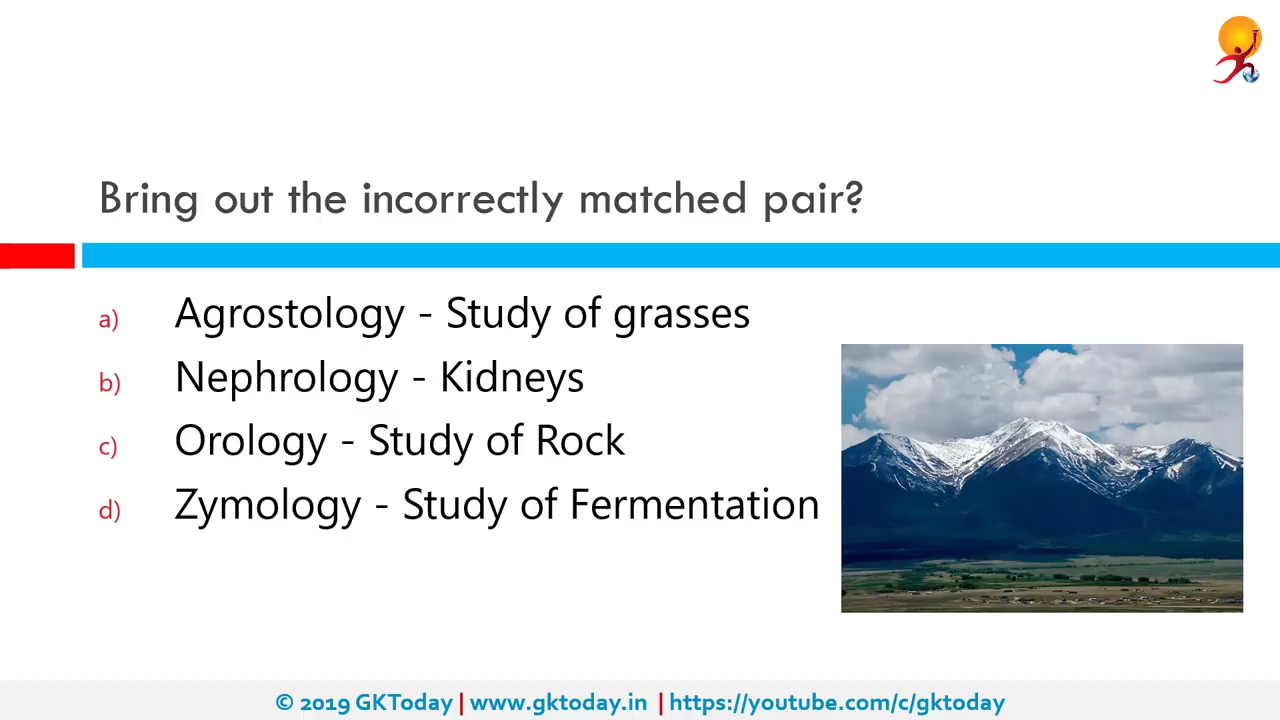 Bring out the incorrectly matched pair?
a) Agrostology - Study of grasses
b) Nephrology - Kidneys
c) Orology - Study of Rock
d) Zymology - Study of Fermentation
© 2019 GKToday | www.gktoday.in | https://youtube.com/c/gktoday